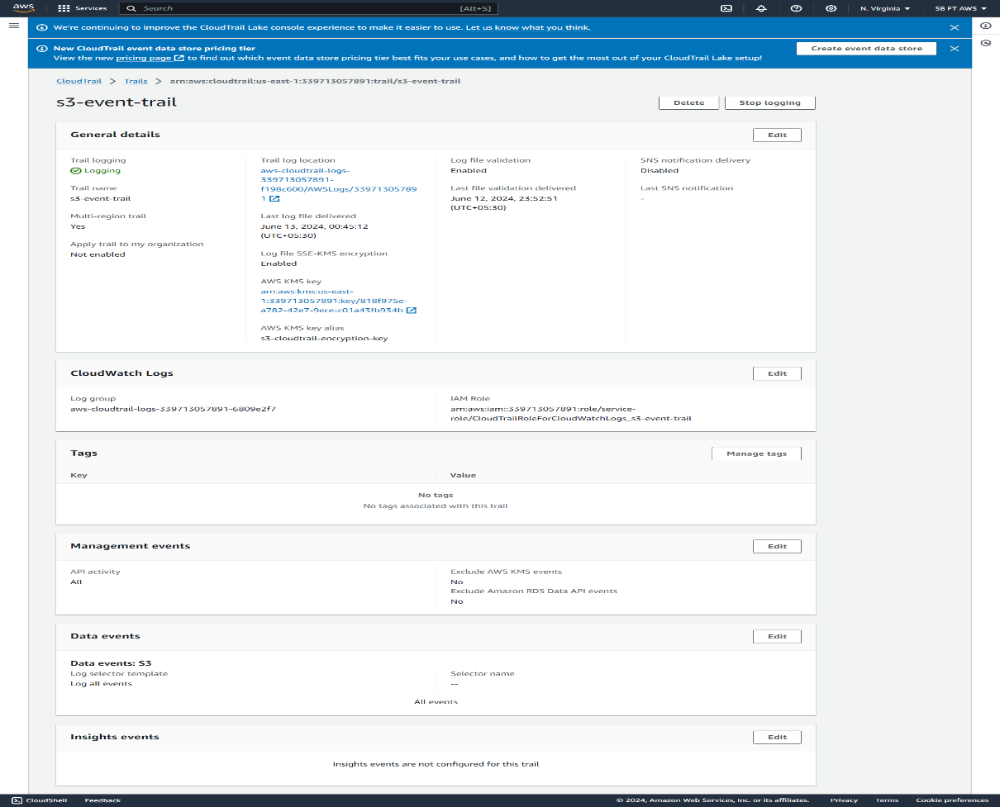 aws
Services
Search
[Alt+S]
N. Virginia
SB FT AWS
We're continuing to improve the CloudTrail Lake console experience to make it easier to use. Let us know what you think.
New CloudTrail event data store pricing tier
View the new pricing page to find out which event data store pricing tier best fits your use cases, and how to get the most out of your CloudTrail Lake setup!
Create event data store
CloudTrail > Trails > arn:aws:cloudtrail:us-east-1:339713057891:trail/s3-event-trail
s3-event-trail
Delete
Stop logging
General details
Edit
Trail logging
Logging
Trail name
s3-event-trail
Multi-region trail
Yes
Apply trail to my organization
Not enabled
Trail log location
aws-cloudtrail-logs-
339713057891-
f198c600/AWSLogs/33971305789
1
Last log file delivered
June 13, 2024, 00:45:12
(UTC+05:30)
Log file SSE-KMS encryption
Enabled
AWS KMS key
arn:aws:kms:us-east-
1:339713057891:key/818f975e-
a782-42e7-9ece-c01a43fb934b
AWS KMS key alias
s3-cloudtrail-encryption-key
Log file validation
Enabled
Last file validation delivered
June 12, 2024, 23:52:51
(UTC+05:30)
SNS notification delivery
Disabled
Last SNS notification
-
CloudWatch Logs
Edit
Log group
aws-cloudtrail-logs-339713057891-6809e2f7
IAM Role
arn:aws:iam::339713057891:role/service-
role/CloudTrailRoleForCloudWatchLogs_s3-event-trail
Tags
Manage tags
Key
Value
No tags
No tags associated with this trail
Management events
Edit
API activity
All
Exclude AWS KMS events
No
Exclude Amazon RDS Data API events
No
Data events
Edit
Data events: S3
Log selector template
Log all events
Selector name
--
All events
Insights events
Edit
Insights events are not configured for this trail
CloudShell
Feedback
© 2024, Amazon Web Services, Inc. or its affiliates.
Privacy
Terms
Cookie preferences